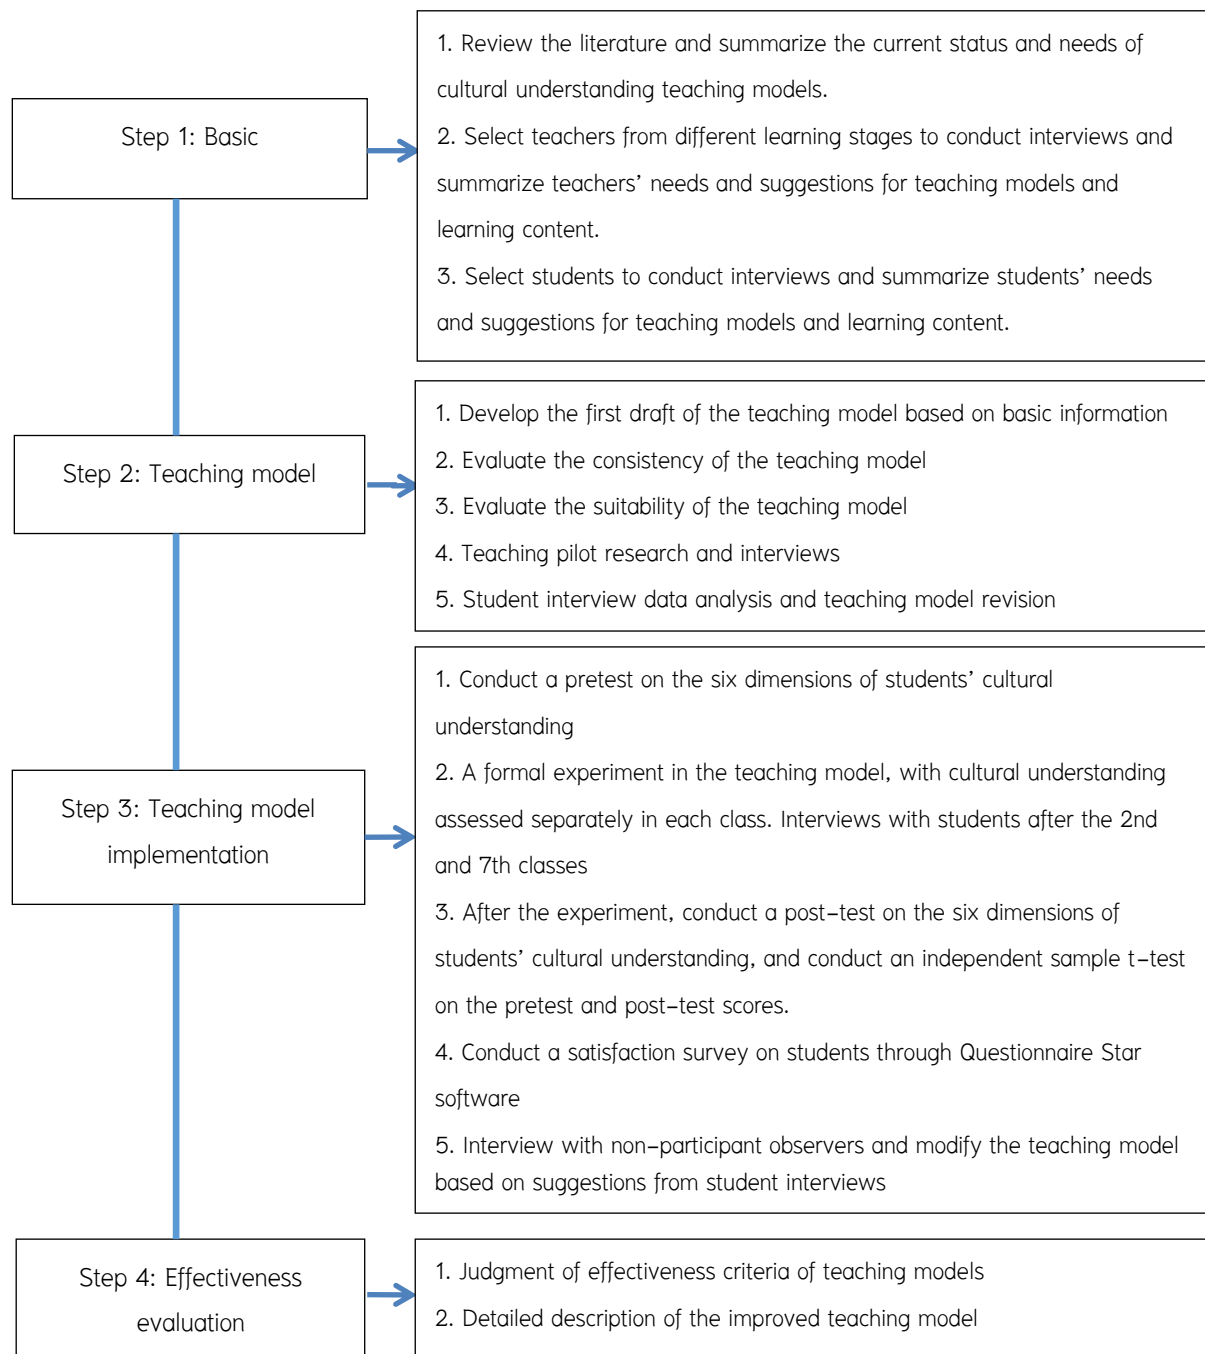 Step 1: Basic
1. Review the literature and summarize the current status and needs of
cultural understanding teaching models.
2. Select teachers from different learning stages to conduct interviews and
summarize teachers’ needs and suggestions for teaching models and
learning content.
3. Select students to conduct interviews and summarize students’ needs
and suggestions for teaching models and learning content.
Step 2: Teaching model
1. Develop the first draft of the teaching model based on basic information
2. Evaluate the consistency of the teaching model
3. Evaluate the suitability of the teaching model
4. Teaching pilot research and interviews
5. Student interview data analysis and teaching model revision
Step 3: Teaching model
implementation
1. Conduct a pretest on the six dimensions of students’ cultural
understanding
2. A formal experiment in the teaching model, with cultural understanding
assessed separately in each class. Interviews with students after the 2nd
and 7th classes
3. After the experiment, conduct a post-test on the six dimensions of
students’ cultural understanding, and conduct an independent sample t-test
on the pretest and post-test scores.
4. Conduct a satisfaction survey on students through Questionnaire Star
software
5. Interview with non-participant observers and modify the teaching model
based on suggestions from student interviews
Step 4: Effectiveness
evaluation
1. Judgment of effectiveness criteria of teaching models
2. Detailed description of the improved teaching model